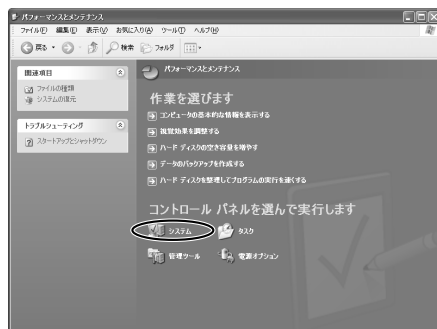 パフォーマンスとメンテナンス
ファイル(F) 編集(E) 表示(V) お気に入り(A) ツール(T) ヘルプ(H)
戻る 検索 フォルダ
関連項目
ファイルの種類
システムの復元
トラブルシューティング
スタートアップとシャットダウン
パフォーマンスとメンテナンス
作業を選びます
コンピュータの基本的な情報を表示する
視覚効果を調整する
ハード ディスクの空き容量を増やす
データのバックアップを作成する
ハード ディスクを整理してプログラムの実行を速くする
コントロール パネルを選んで実行します
システム タスク
管理ツール 電源オプション